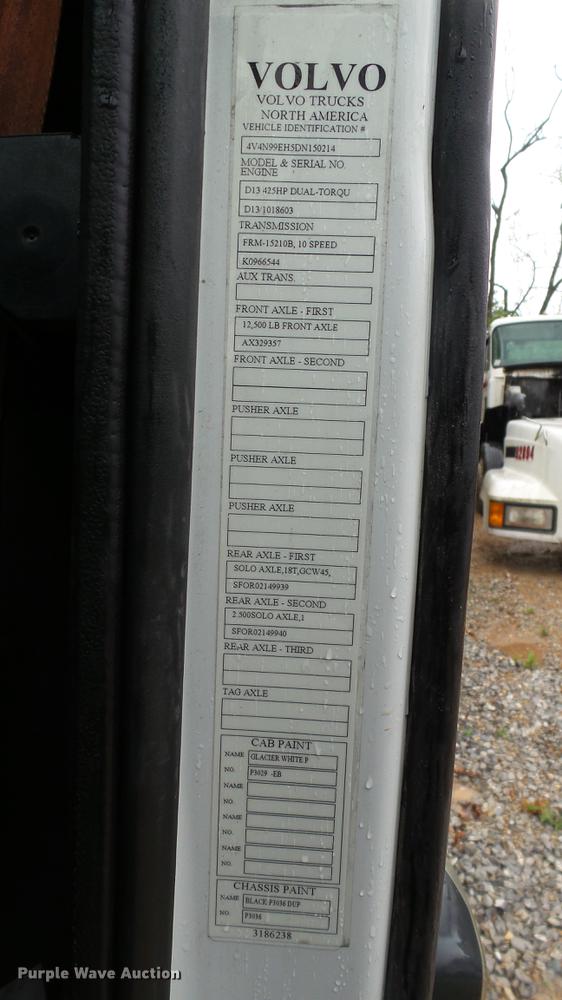 VOLVO
VOLVO TRUCKS
NORTH AMERICA
VEHICLE IDENTIFICATION #
4V4N99EH5DN150214
MODEL & SERIAL NO.
ENGINE
D13 425HP DUAL-TORQU
D13/1018603
TRANSMISSION
FRM-15210B, 10 SPEED
K0966544
AUX TRANS.
FRONT AXLE - FIRST
12,500 LB FRONT AXLE
AX329357
FRONT AXLE - SECOND
PUSHER AXLE
PUSHER AXLE
PUSHER AXLE
REAR AXLE - FIRST
SOLO AXLE,18T,GCW45,
SFOR02149939
REAR AXLE - SECOND
2.500SOLO AXLE,1
SFOR02149940
REAR AXLE - THIRD
TAG AXLE
CAB PAINT
NAME GLACIER WHITE P
NO. P3029 -EB
NAME
NO.
NAME
NO.
NAME
NO.
CHASSIS PAINT
NAME BLACK P3036 DUP
NO. P3036
3186238
Purple Wave Auction